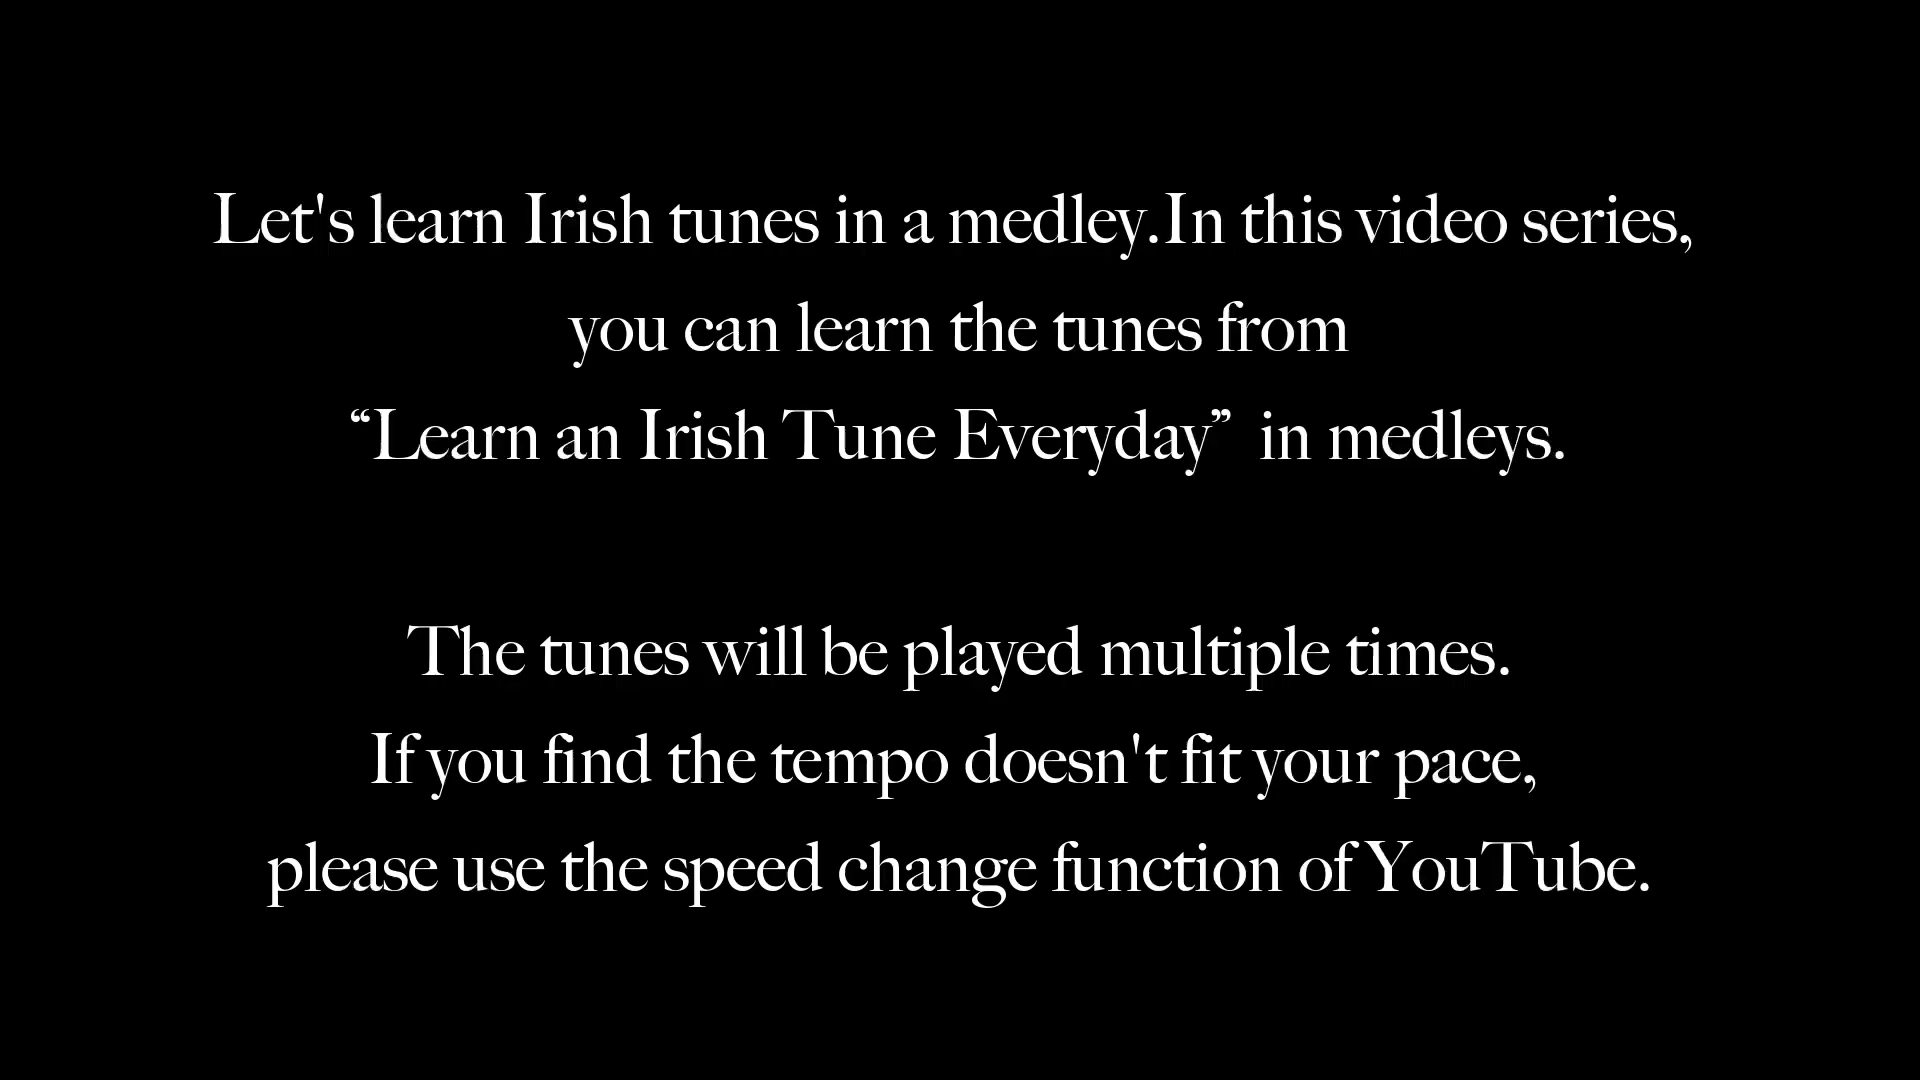 Let's learn Irish tunes in a medley.In this video series,
you can learn the tunes from
“Learn an Irish Tune Everyday” in medleys.
The tunes will be played multiple times.
If you find the tempo doesn't fit your pace,
please use the speed change function of YouTube.